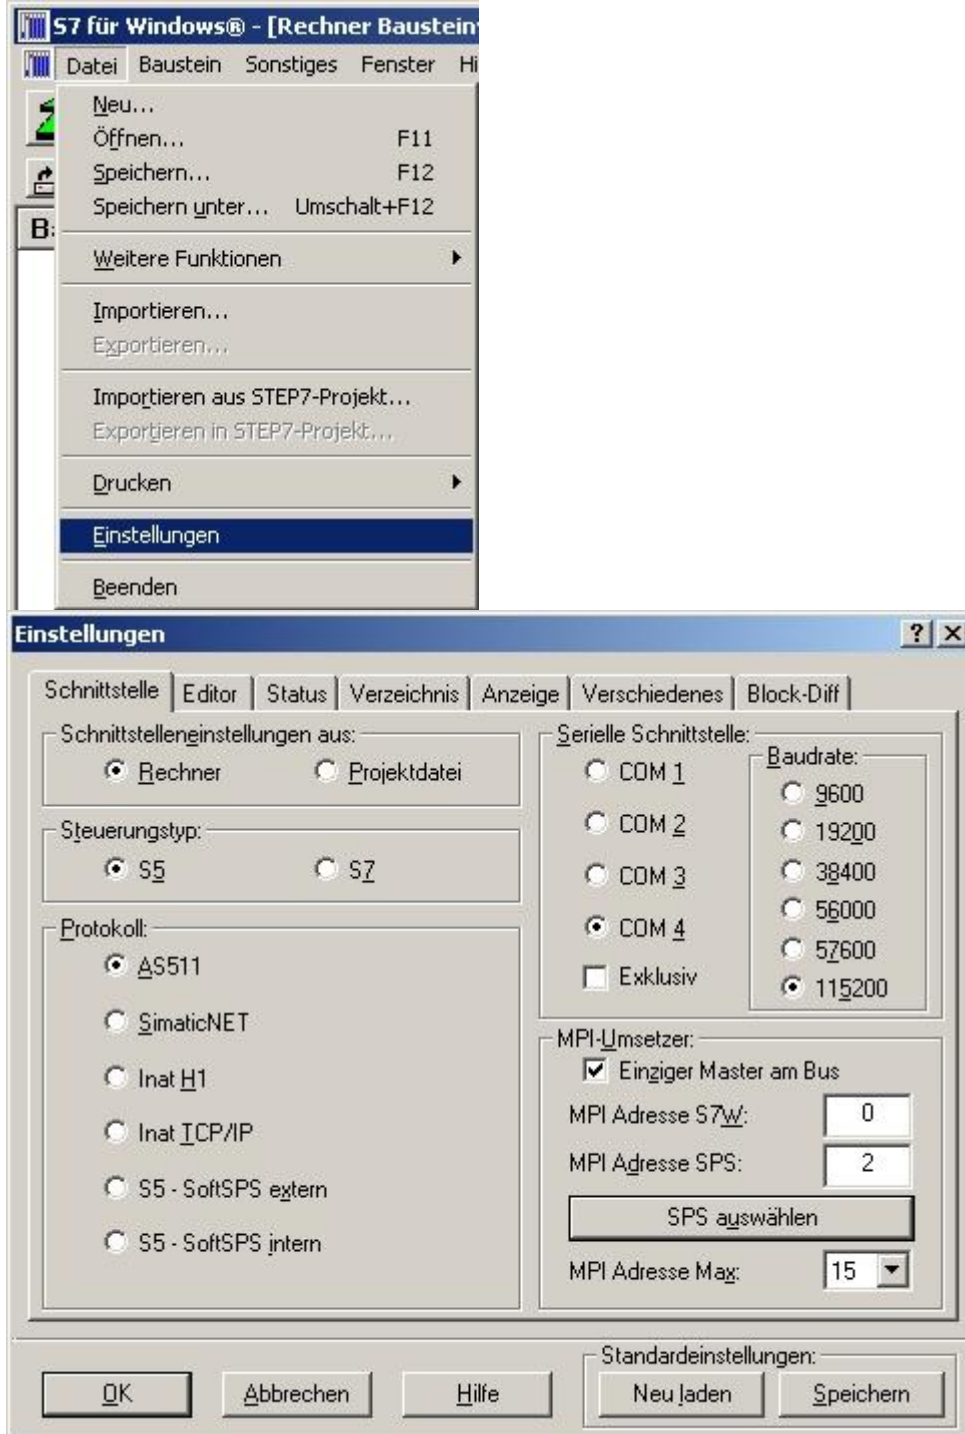 S7 für Windows® - [Rechner Baustein
Datei Baustein Sonstiges Fenster Hi
Neu...
Öffnen... F11
Speichern... F12
Speichern unter... Umschalt+F12
Weitere Funktionen
Importieren...
Exportieren...
Importieren aus STEP7-Projekt...
Exportieren in STEP7-Projekt...
Drucken
Einstellungen
Beenden
Einstellungen
Schnittstelle Editor Status Verzeichnis Anzeige Verschiedenes Block-Diff
Schnittstelleneinstellungen aus:
Rechner Projektdatei
Steuerungstyp:
S5 S7
Protokoll:
AS511
SimaticNET
Inat H1
Inat TCP/IP
S5 - SoftSPS extern
S5 - SoftSPS intern
Serielle Schnittstelle:
COM 1
COM 2
COM 3
COM 4
Exklusiv
Baudrate:
9600
19200
38400
56000
57600
115200
MPI-Umsetzer:
Einziger Master am Bus
MPI Adresse S7W: 0
MPI Adresse SPS: 2
SPS auswählen
MPI Adresse Max: 15
OK Abbrechen Hilfe
Standardeinstellungen:
Neu laden Speichern